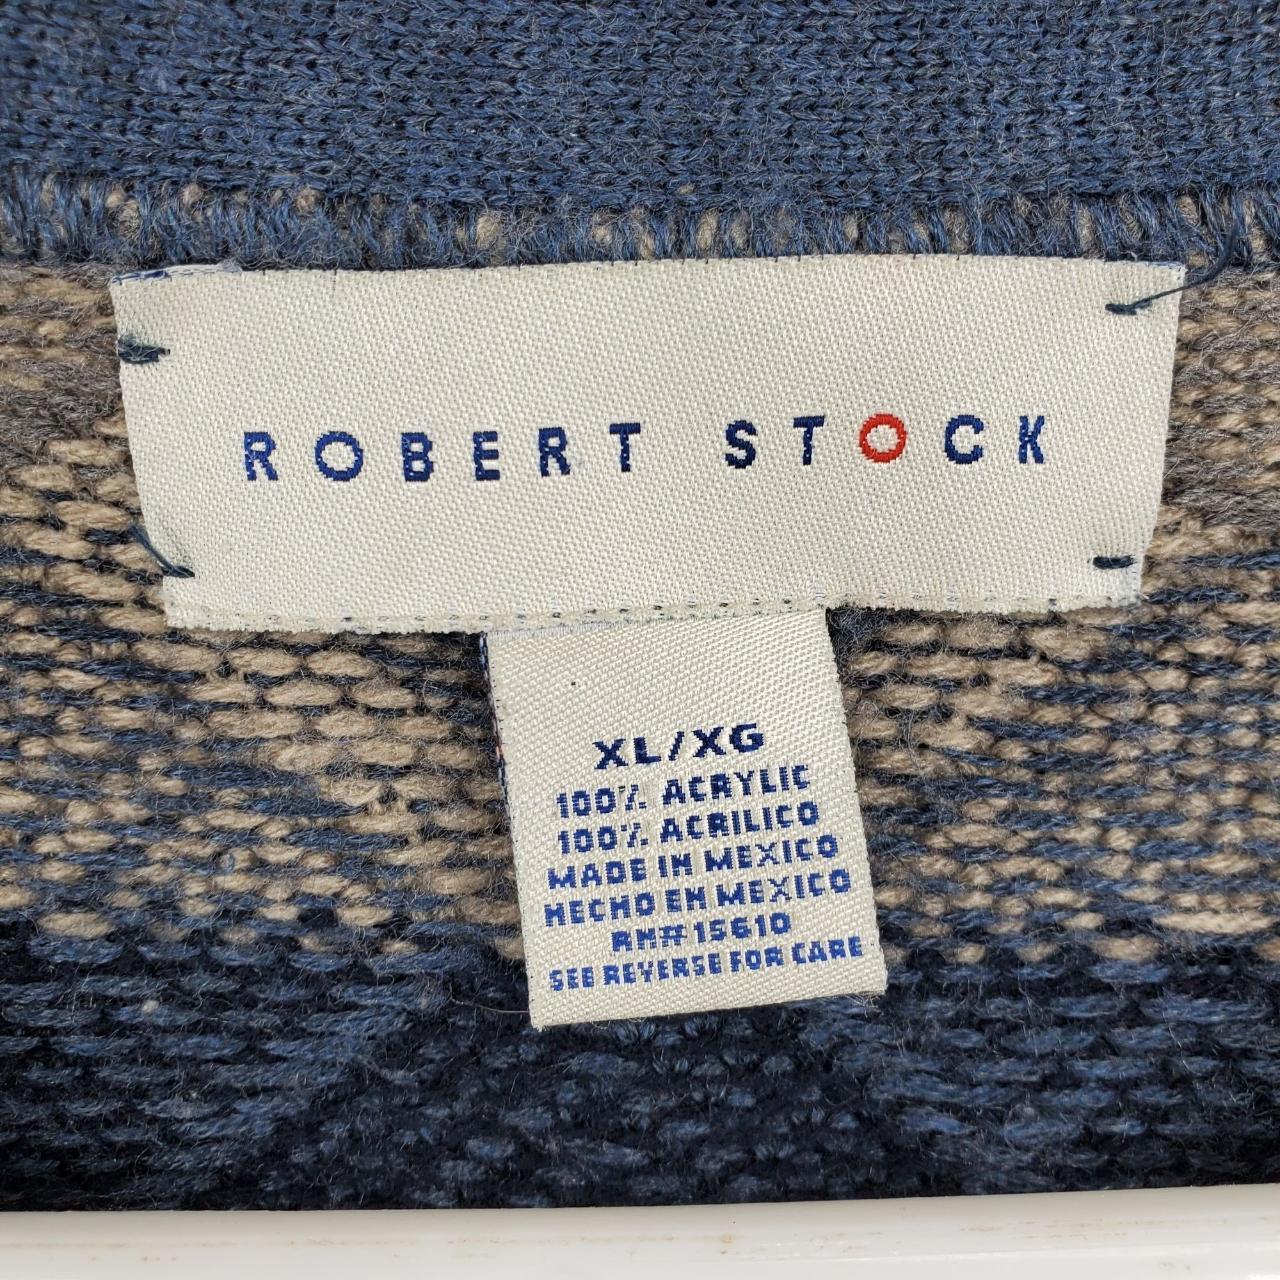 ROBERT STOCK
XL/XG
100% ACRYLIC
100% ACRILICO
MADE IN MEXICO
HECHO EN MEXICO
RN# 15610
SEE REVERSE FOR CARE